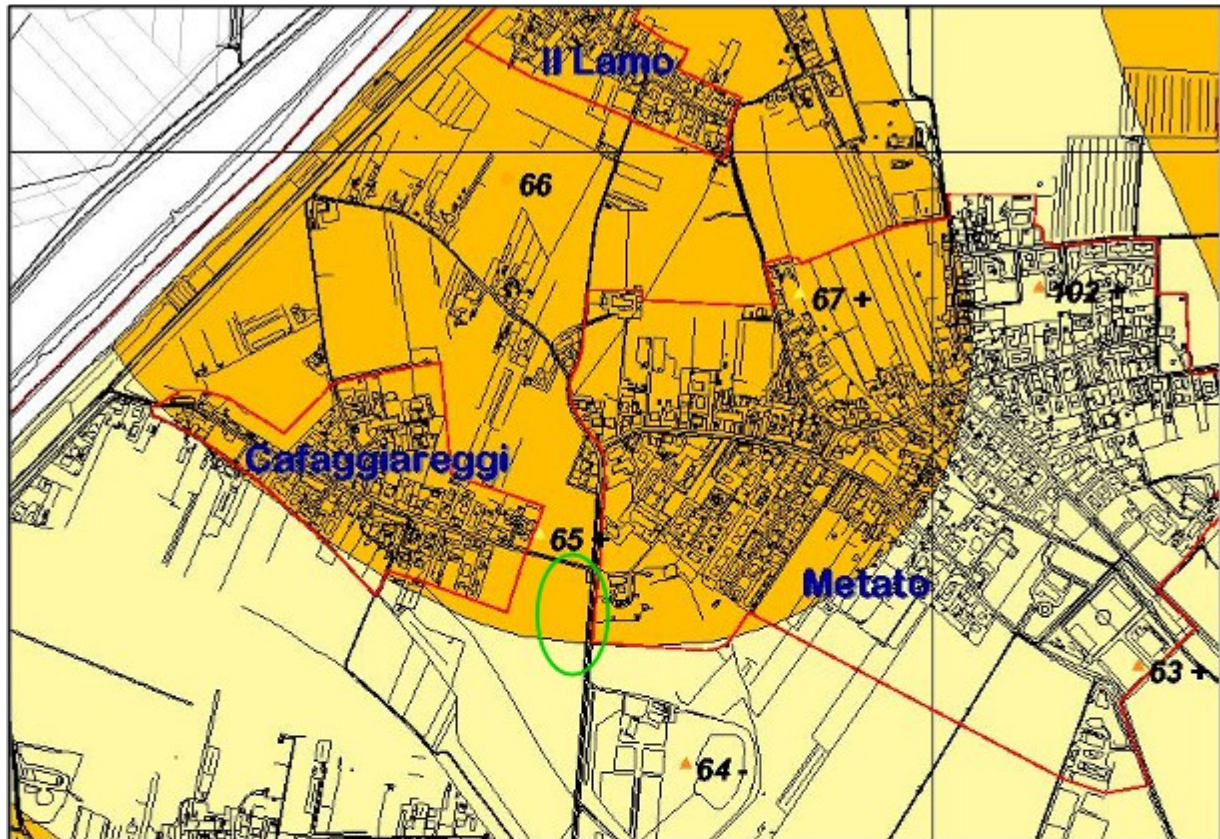 Il Lamo
66
67 +
102 +
Cafaggiareggi
65 +
Metato
63 +
64 -